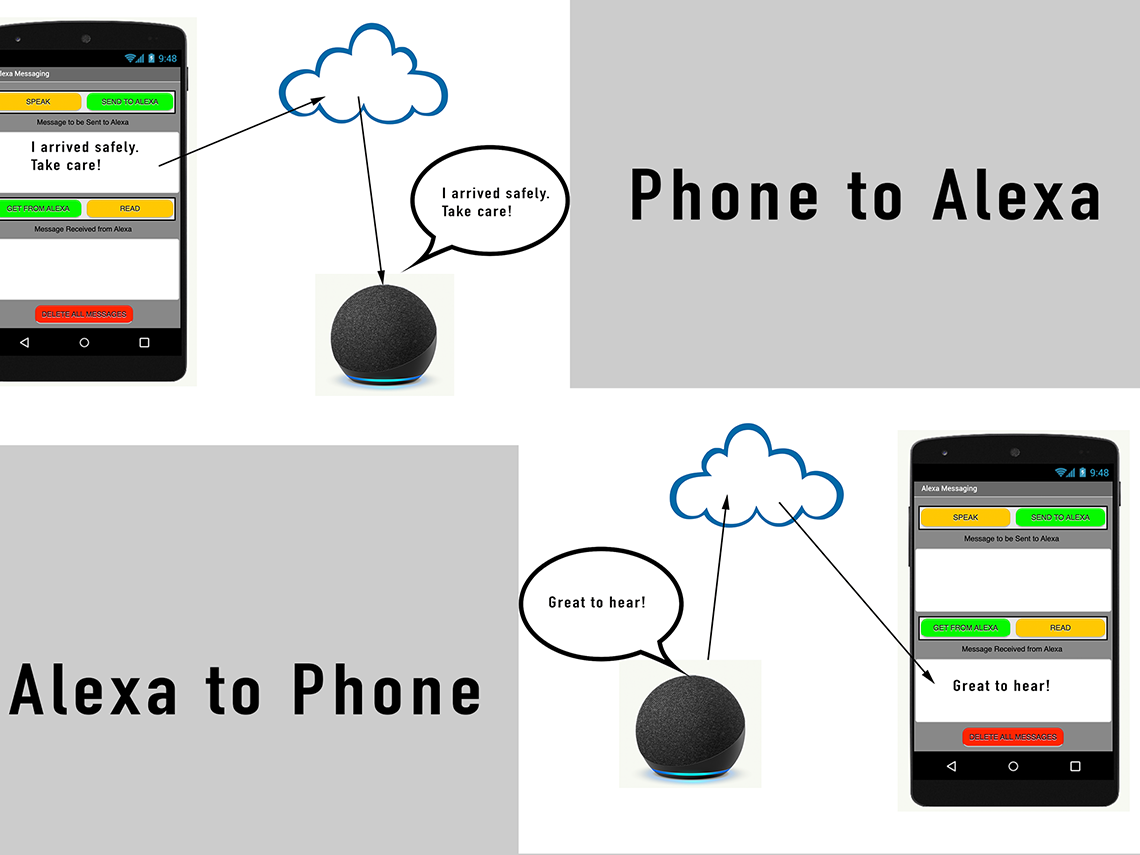 9:48
lexa Messaging
SPEAK
SEND TO ALEXA
Message to be Sent to Alexa
I arrived safely.
Take care!
GET FROM ALEXA
READ
Message Received from Alexa
DELETE ALL MESSAGES
I arrived safely.
Take care!
Phone to Alexa
Alexa to Phone
Great to hear!
9:48
Alexa Messaging
SPEAK
SEND TO ALEXA
Message to be Sent to Alexa
GET FROM ALEXA
READ
Message Received from Alexa
Great to hear!
DELETE ALL MESSAGES